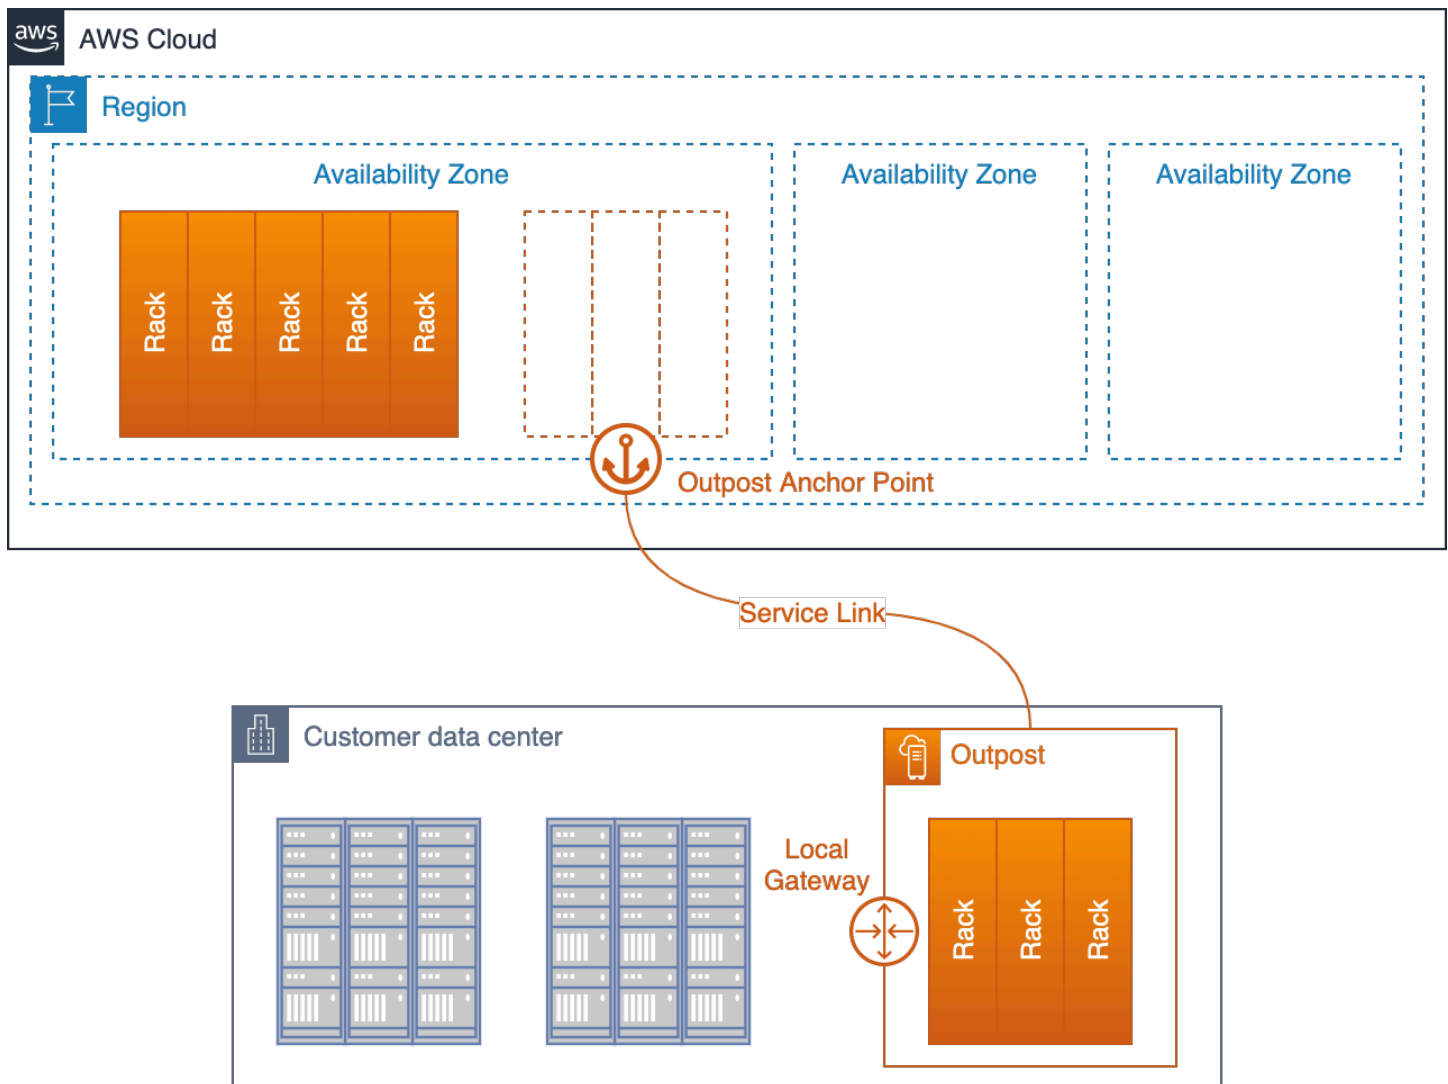 aws
AWS Cloud
Region
Availability Zone
Availability Zone
Availability Zone
Rack
Rack
Rack
Rack
Rack
Outpost Anchor Point
Service Link
Customer data center
Outpost
Local
Gateway
Rack
Rack
Rack